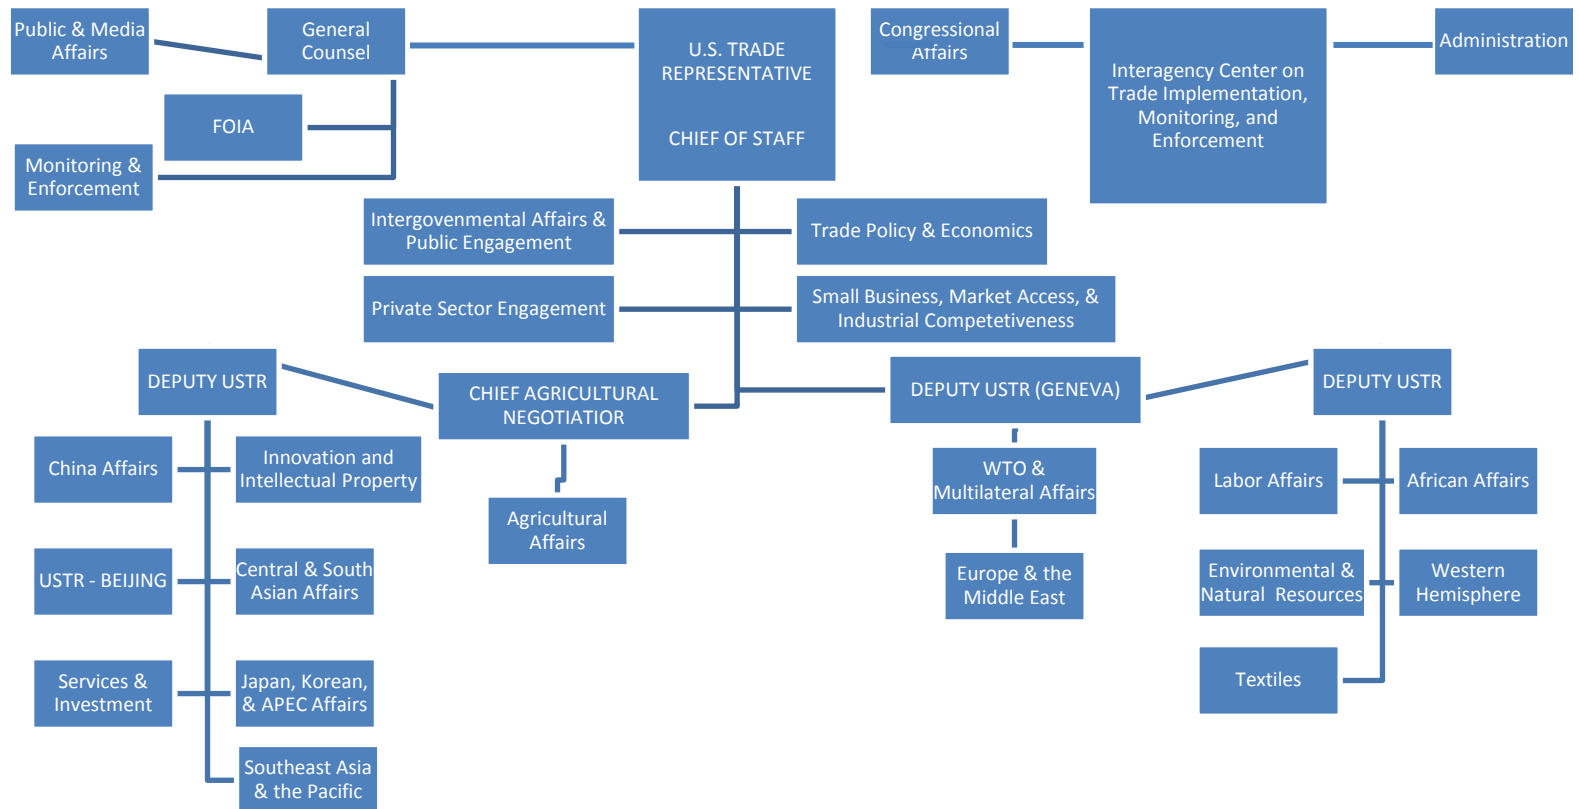 Public & Media
Affairs
General
Counsel
U.S. TRADE
REPRESENTATIVE
CHIEF OF STAFF
Congressional
Affairs
Interagency Center on
Trade Implementation,
Monitoring, and
Enforcement
Administration
FOIA
Monitoring &
Enforcement
Intergovenmental Affairs &
Public Engagement
Trade Policy & Economics
Private Sector Engagement
Small Business, Market Access, &
Industrial Competetiveness
DEPUTY USTR
CHIEF AGRICULTURAL
NEGOTIATIOR
DEPUTY USTR (GENEVA)
DEPUTY USTR
China Affairs
Innovation and
Intellectual Property
Agricultural
Affairs
WTO &
Multilateral Affairs
Labor Affairs
African Affairs
USTR - BEIJING
Central & South
Asian Affairs
Europe & the
Middle East
Environmental &
Natural  Resources
Western
Hemisphere
Services &
Investment
Japan, Korean,
& APEC Affairs
Textiles
Southeast Asia
& the Pacific